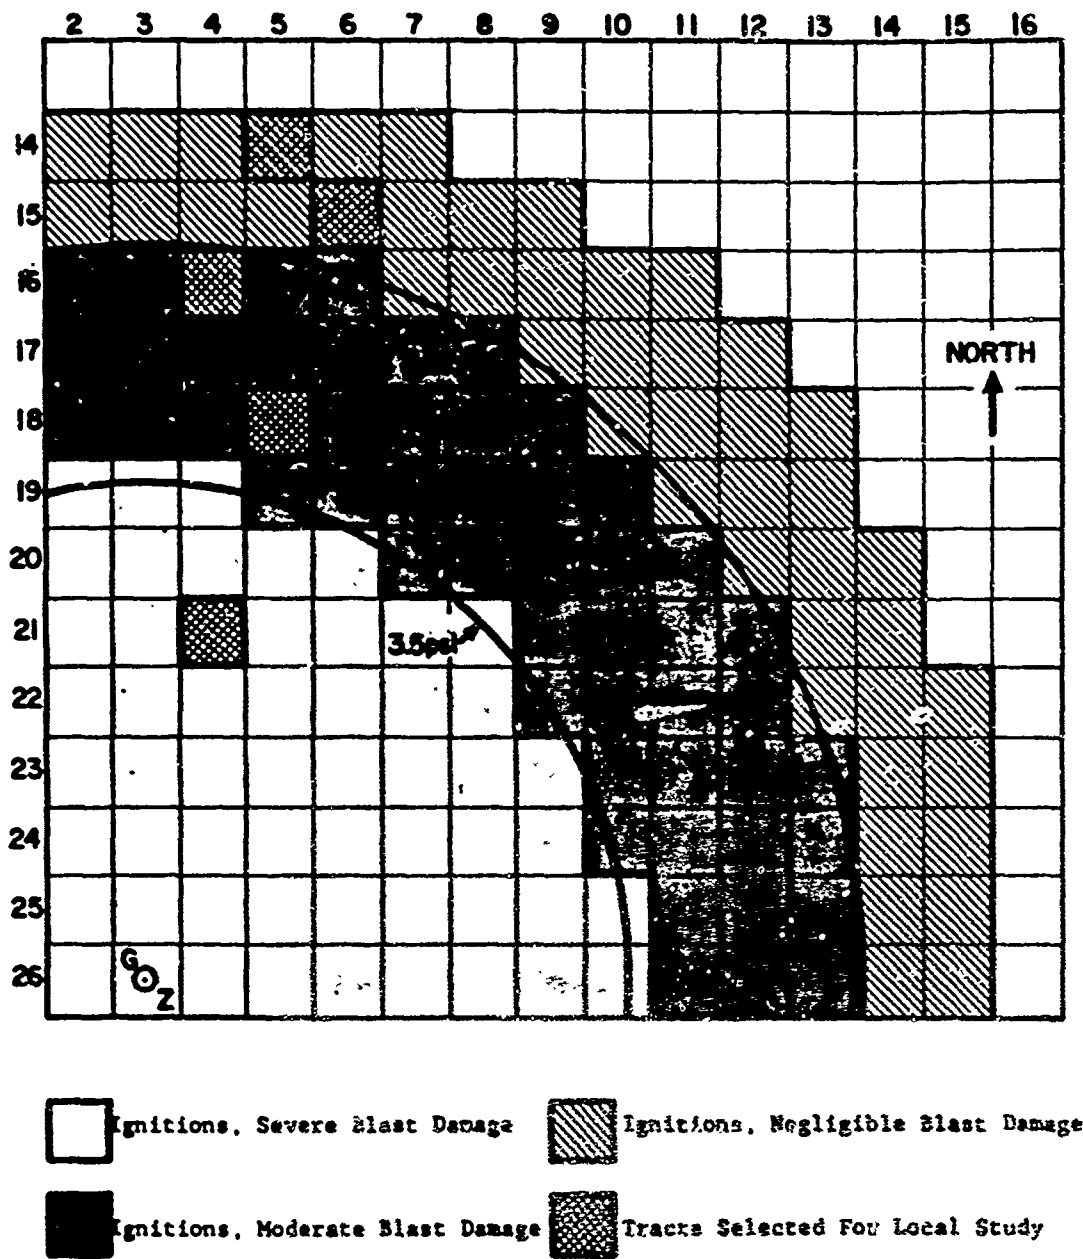 2 3 4 5 6 7 8 9 10 11 12 13 14 15 16
14
15
16
17
NORTH
18
19
20
21
3.5psi
22
23
24
25
26
G
Z
Ignitions, Severe Blast Damage
Ignitions, Negligible Blast Damage
Ignitions, Moderate Blast Damage
Tracts Selected For Local Study